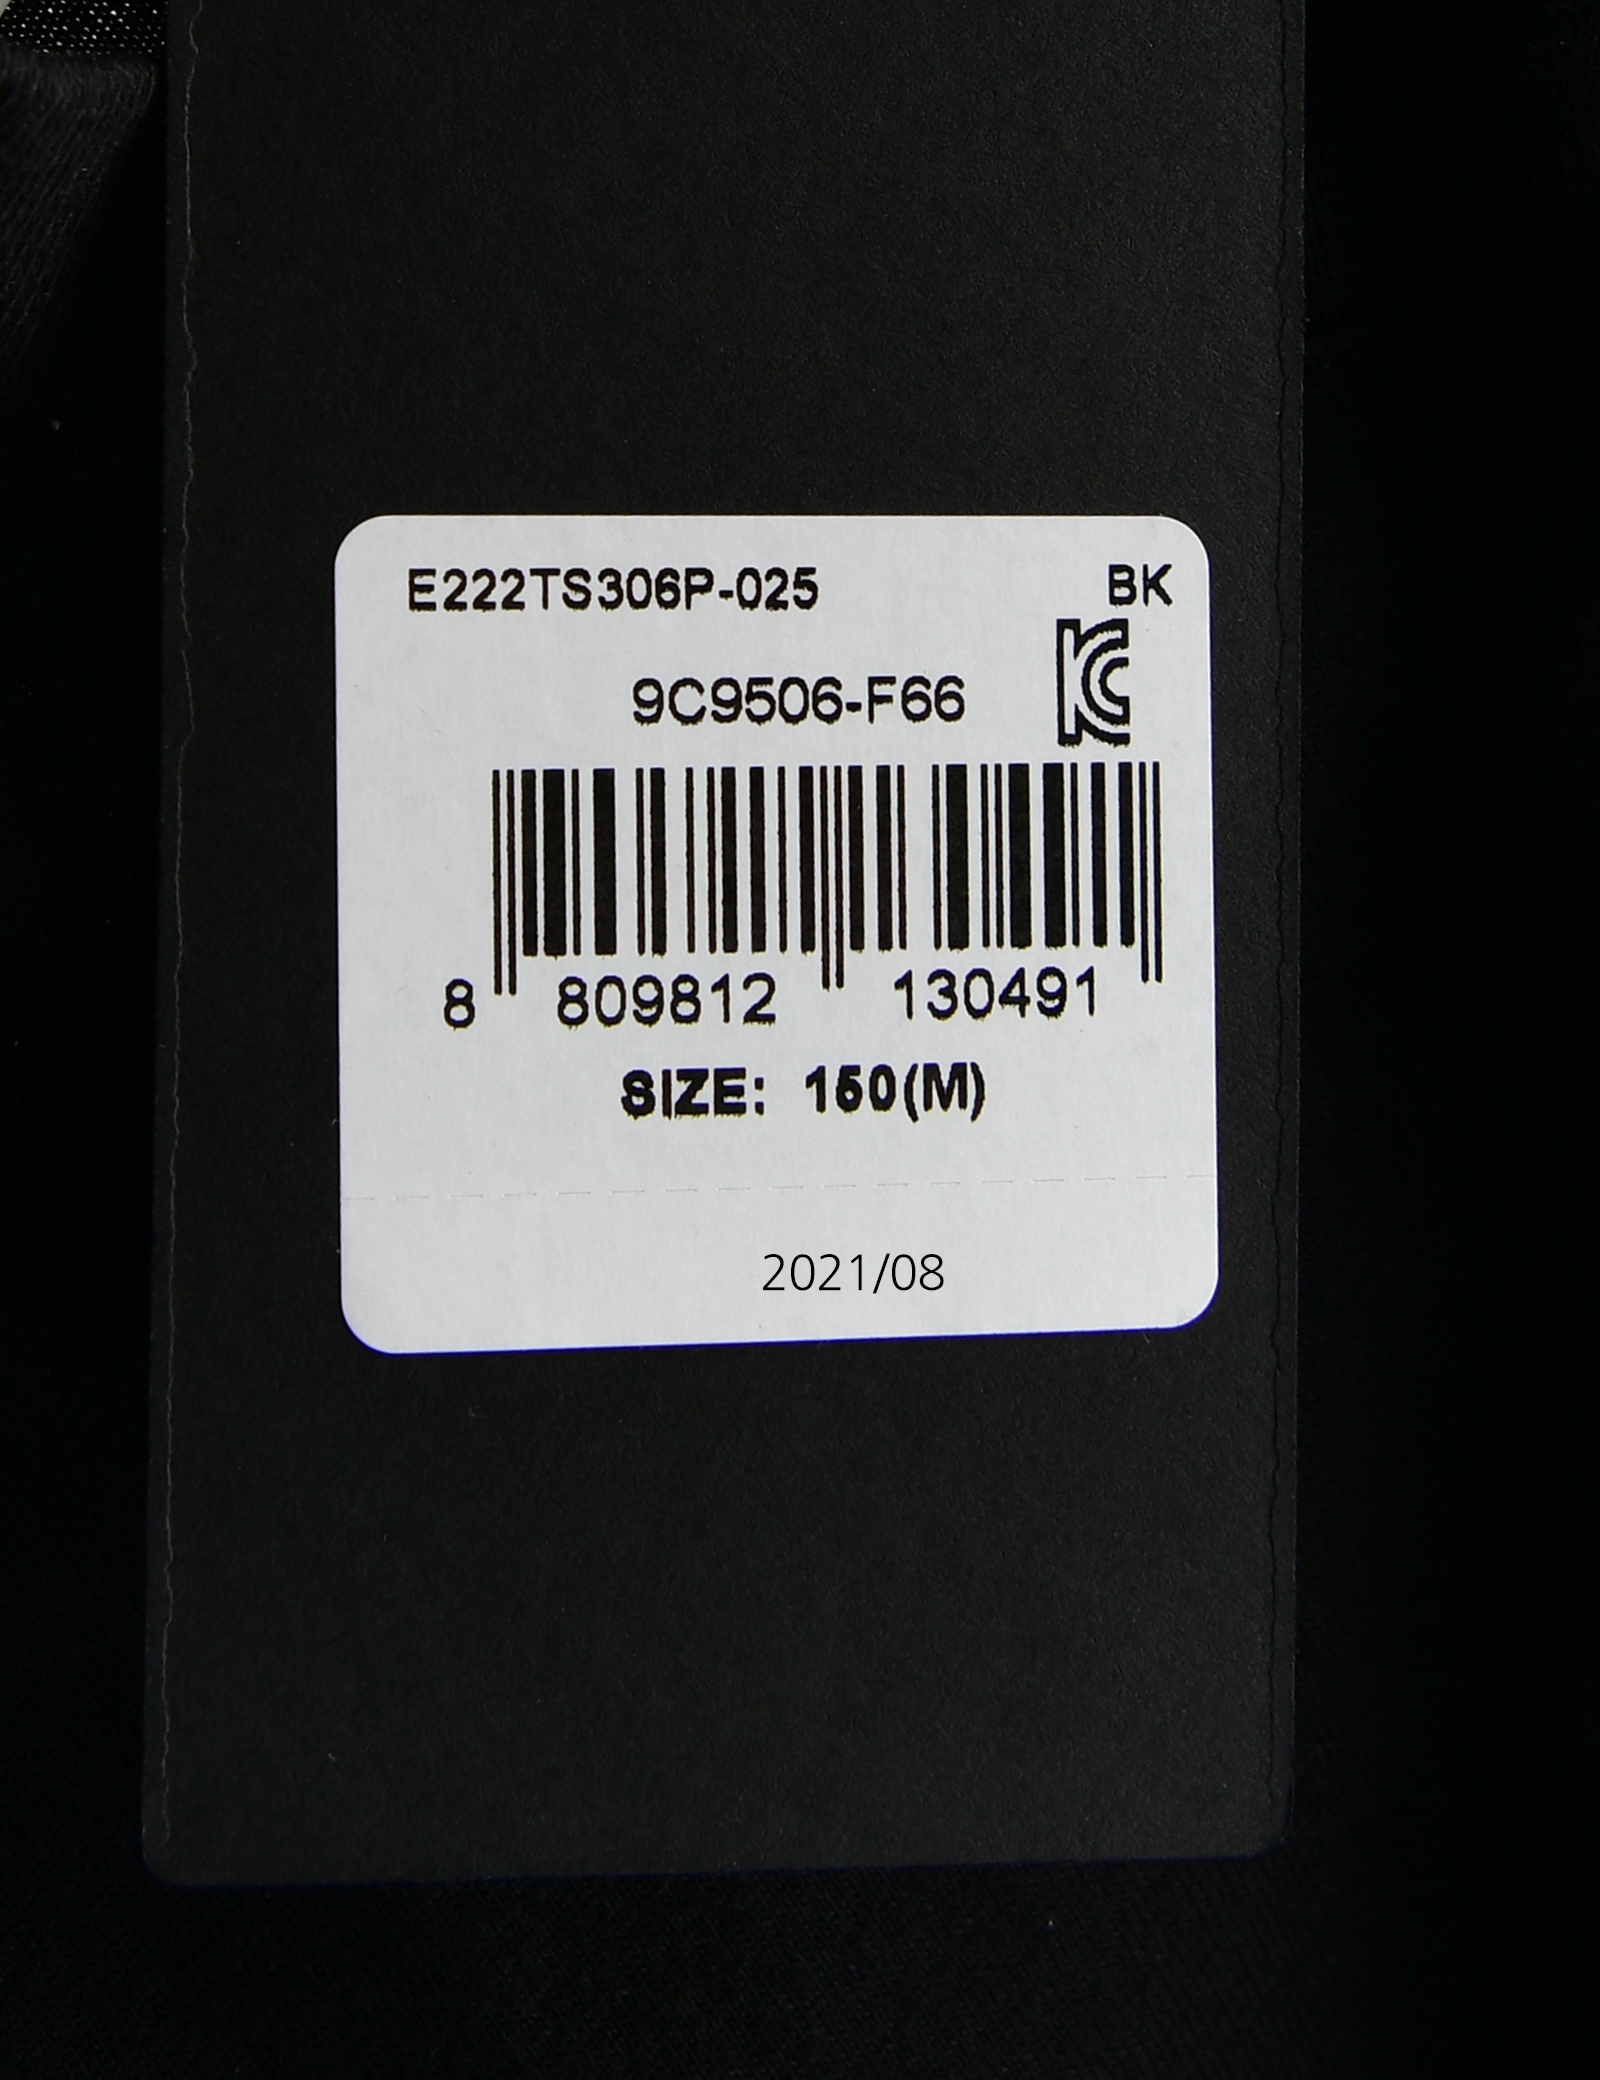 E222TS306P-025 BK
9C9506-F66
8 809812 130491
SIZE: 150(M)
2021/08